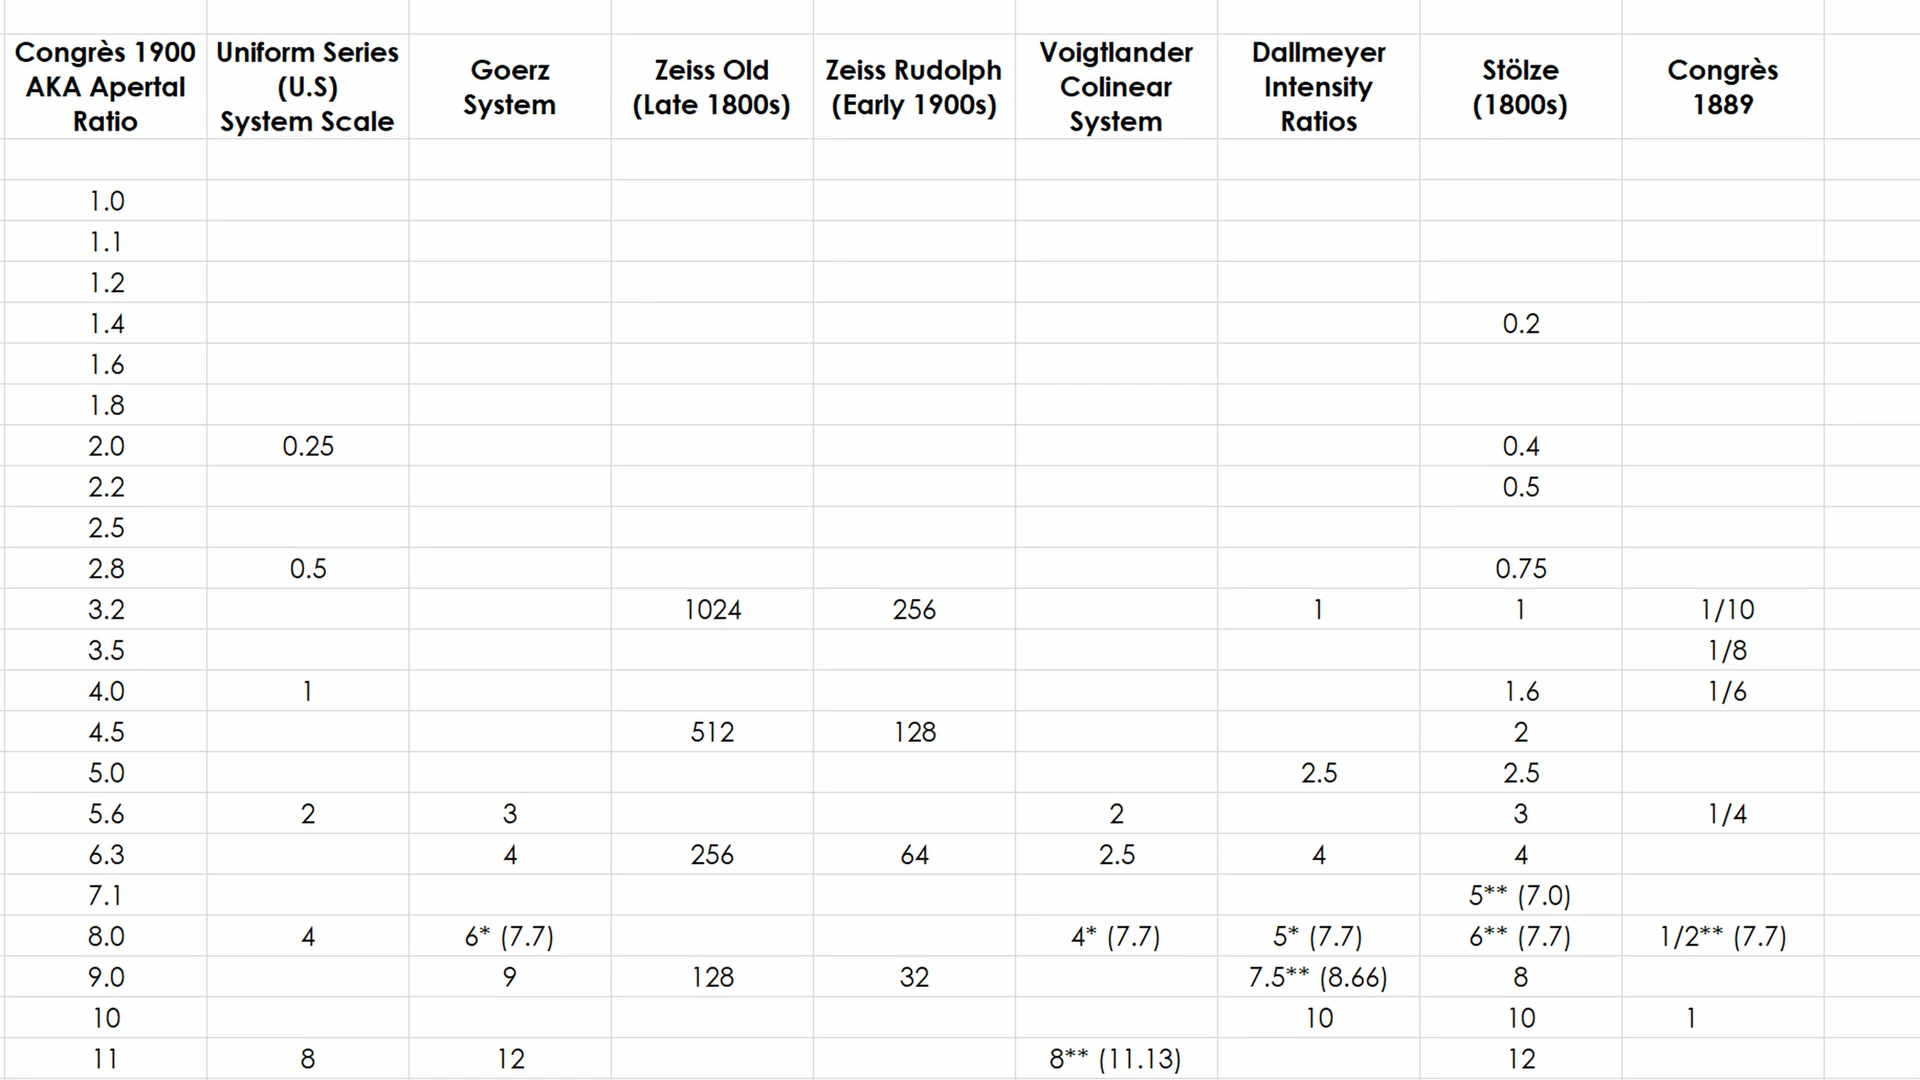 Congrès 1900 AKA Apertal Ratio Uniform Series (U.S) System Scale Goerz System Zeiss Old (Late 1800s) Zeiss Rudolph (Early 1900s) Voigtlander Colinear System Dallmeyer Intensity Ratios Stölze (1800s) Congrès 1889
1.0
1.1
1.2
1.4 0.2
1.6
1.8
2.0 0.25 0.4
2.2 0.5
2.5
2.8 0.5 0.75
3.2 1024 256 1 1 1/10
3.5 1/8
4.0 1 1.6 1/6
4.5 512 128 2
5.0 2.5 2.5
5.6 2 3 2 3 1/4
6.3 4 256 64 2.5 4 4
7.1 5** (7.0)
8.0 4 6* (7.7) 4* (7.7) 5* (7.7) 6** (7.7) 1/2** (7.7)
9.0 9 128 32 7.5** (8.66) 8
10 10 10 1
11 8 12 8** (11.13) 12